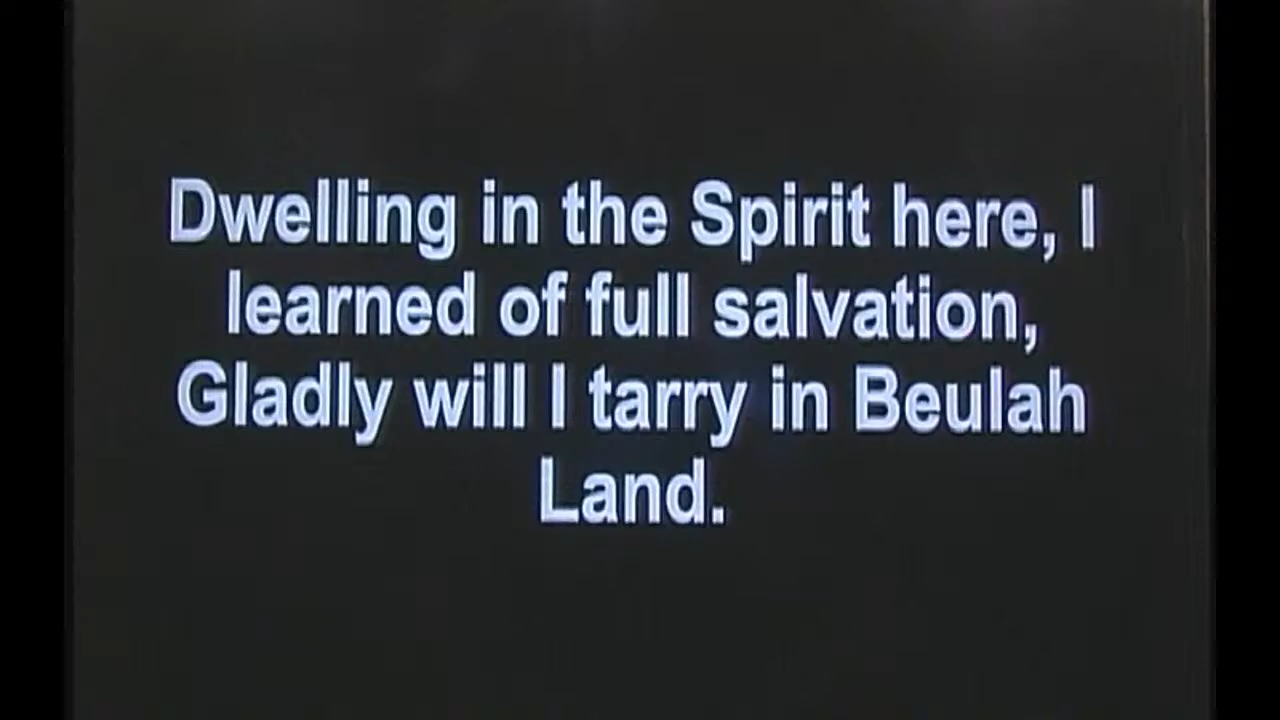 Dwelling in the Spirit here, I
learned of full salvation,
Gladly will I tarry in Beulah
Land.